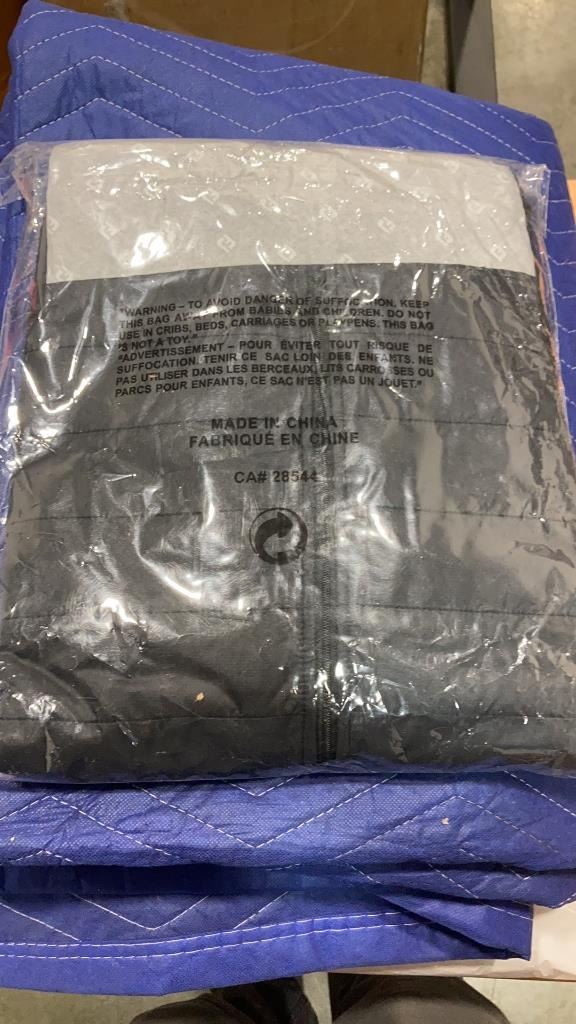 "WARNING – TO AVOID DANGER OF SUFFOCATION, KEEP
THIS BAG AWAY FROM BABIES AND CHILDREN. DO NOT
USE IN CRIBS, BEDS, CARRIAGES OR PLAYPENS. THIS BAG
IS NOT A TOY."
"ADVERTISSEMENT – POUR ÉVITER TOUT RISQUE DE
SUFFOCATION, TENIR CE SAC LOIN DES ENFANTS. NE
PAS UTILISER DANS LES BERCEAUX, LITS CARROSSES OU
PARCS POUR ENFANTS, CE SAC N'EST PAS UN JOUET."
MADE IN CHINA
FABRIQUÉ EN CHINE
CA# 28544